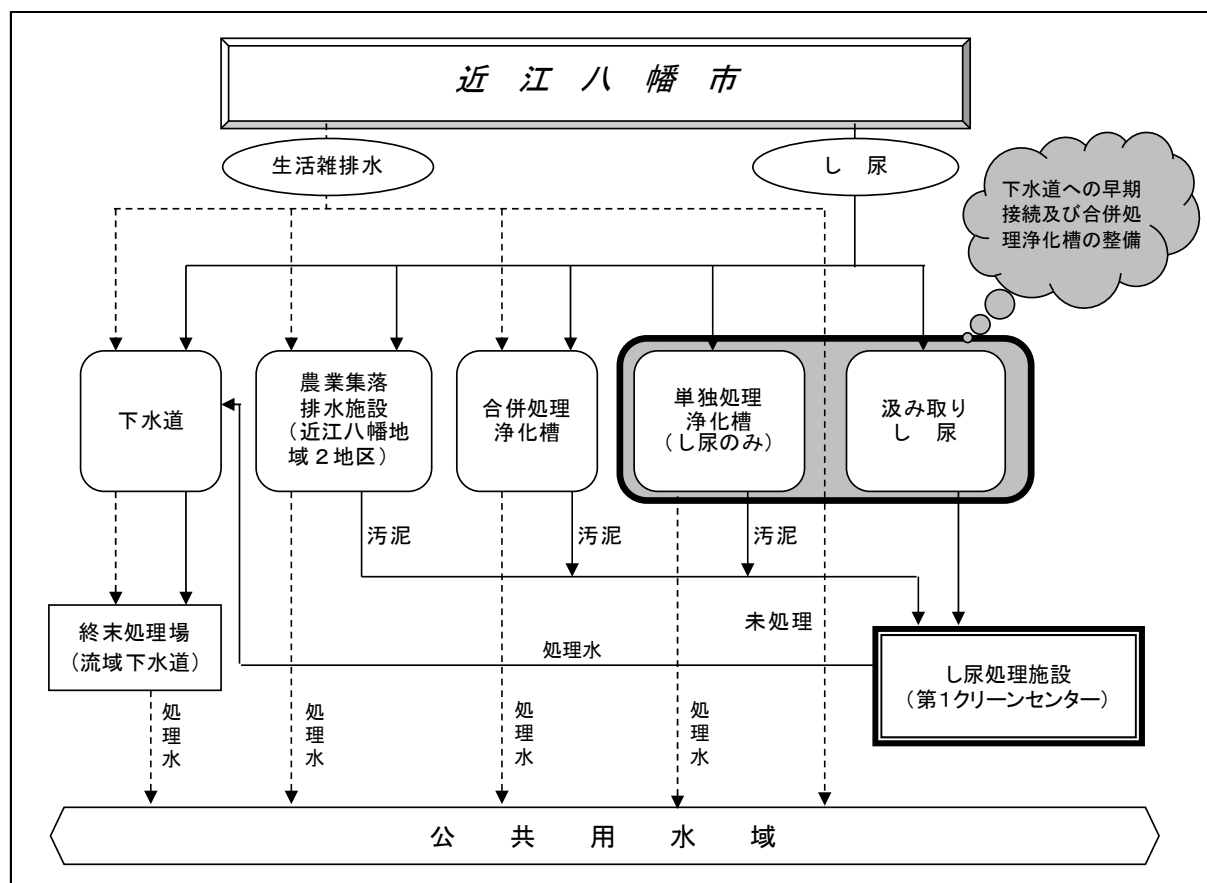 近江八幡市
生活雑排水
し尿
下水道への早期
接続及び合併処
理浄化槽の整備
下水道
農業集落
排水施設
（近江八幡地
域２地区）
合併処理
浄化槽
単独処理
浄化槽
（し尿のみ）
汲み取り
し尿
汚泥
汚泥
汚泥
終末処理場
（流域下水道）
処理水
未処理
し尿処理施設
（第１クリーンセンター）
処理水
処理水
処理水
処理水
公共用水域